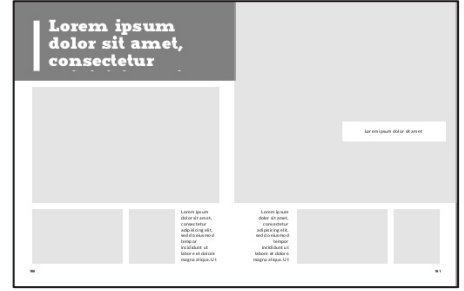 Lorem ipsum
dolor sit amet,
consectetur
Lorem ipsum dolor sit amet
Lorem ipsum
dolor sit amet,
consectetur
adipisicing elit,
sed do eiusmod
tempor
incididunt ut
labore et dolore
magna aliqua. Ut
Lorem ipsum
dolor sit amet,
consectetur
adipisicing elit,
sed do eiusmod
tempor
incididunt ut
labore et dolore
magna aliqua. Ut